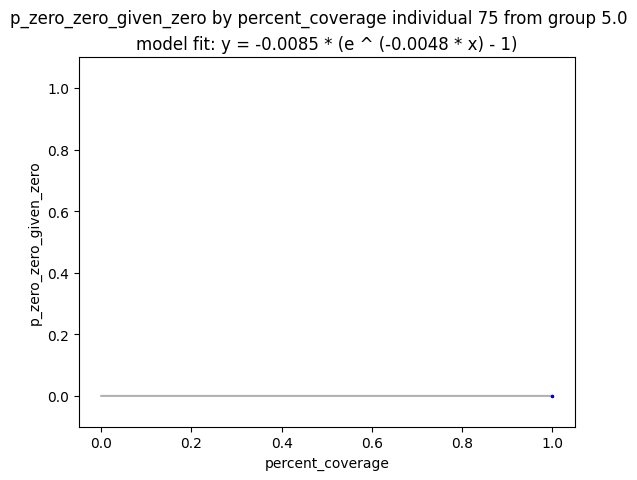 p_zero_zero_given_zero by percent_coverage individual 75 from group 5.0
model fit: y = -0.0085 * (e ^ (-0.0048 * x) - 1)
1.0
0.8
0.6
0.4
0.2
0.0
p_zero_zero_given_zero
0.0 0.2 0.4 0.6 0.8 1.0
percent_coverage